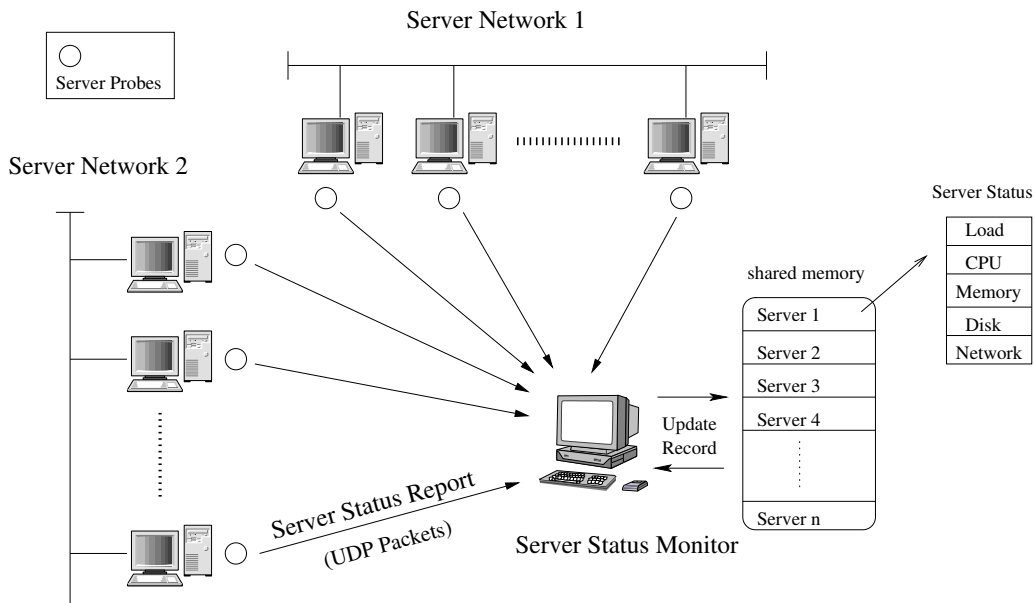 Server Network 1
Server Probes
Server Network 2
Server Status
Load
CPU
Memory
Disk
Network
shared memory
Server 1
Server 2
Server 3
Server 4
Server n
Update
Record
Server Status Report
(UDP Packets)
Server Status Monitor